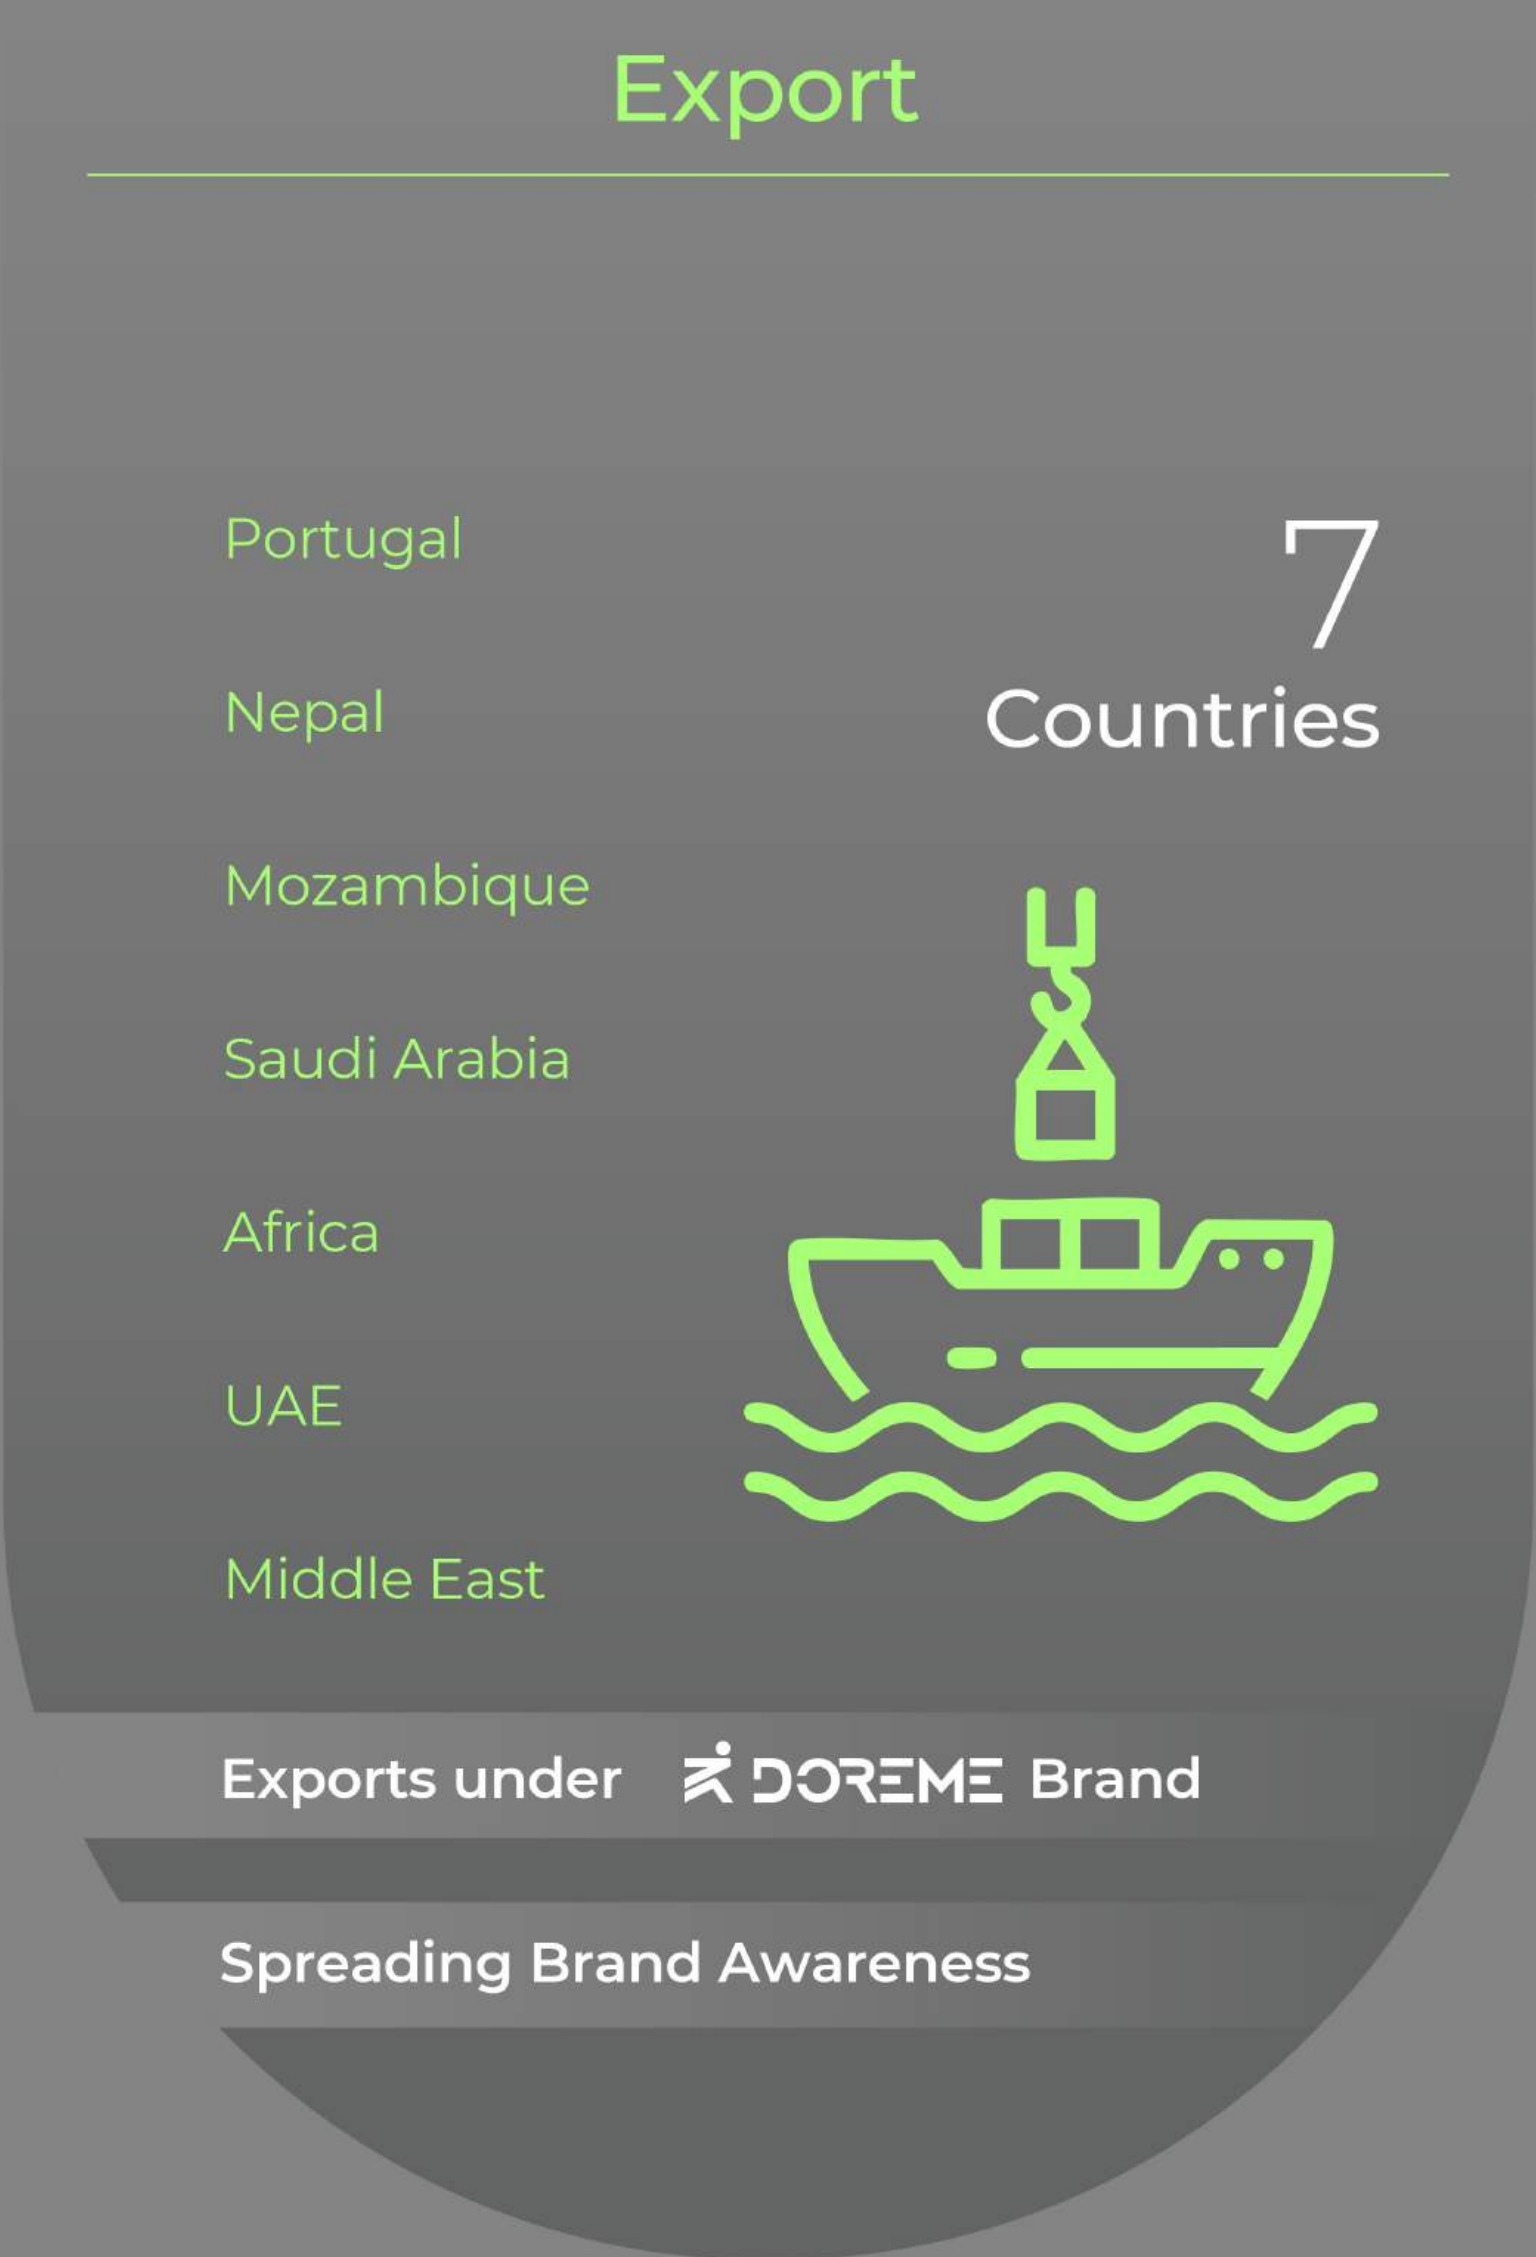 Export
Portugal
7
Nepal
Countries
Mozambique
Saudi Arabia
Africa
UAE
Middle East
Exports under DOREME Brand
Spreading Brand Awareness